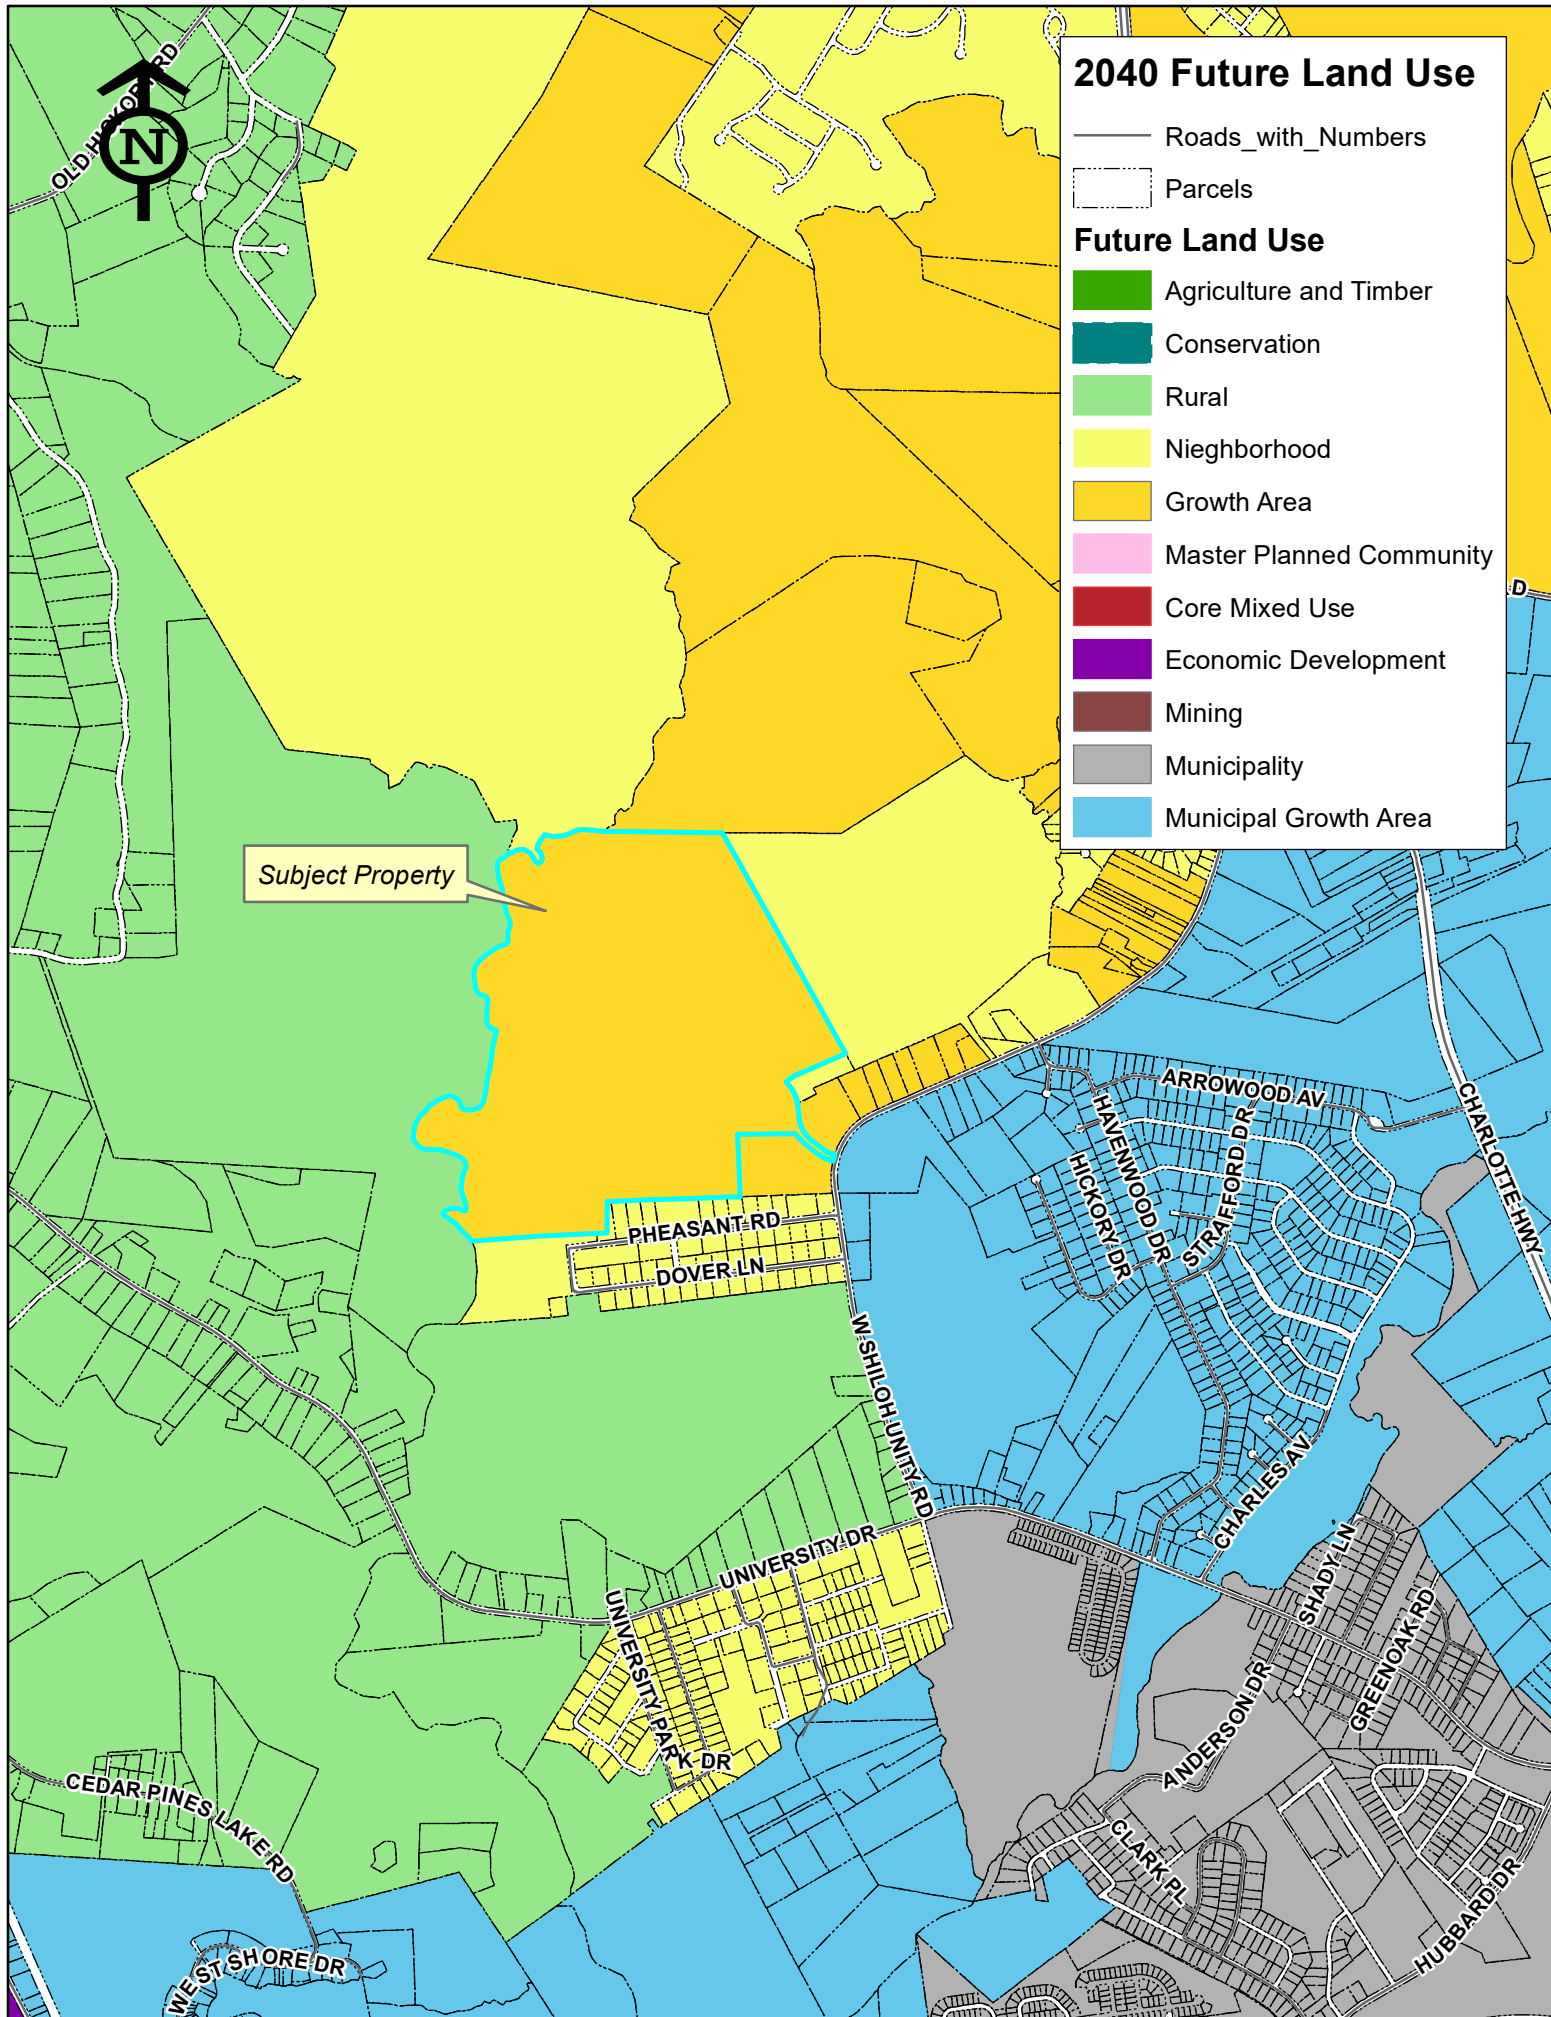 2040 Future Land Use
Roads_with_Numbers
Parcels
Future Land Use
Agriculture and Timber
Conservation
Rural
Nieghborhood
Growth Area
Master Planned Community
Core Mixed Use
Economic Development
Mining
Municipality
Municipal Growth Area
OLD HICKORY RD
N
D
Subject Property
ARROWOOD AV
HAVENWOOD DR
STRAFFORD DR
HICKORY DR
CHARLOTTE HWY
PHEASANT RD
DOVER LN
W SHILOH UNITY RD
CHARLES AV
UNIVERSITY DR
SHADY LN
UNIVERSITY PARK DR
GREENOAK RD
ANDERSON DR
CEDAR PINES LAKE RD
CLARK PL
HUBBARD DR
WEST SHORE DR